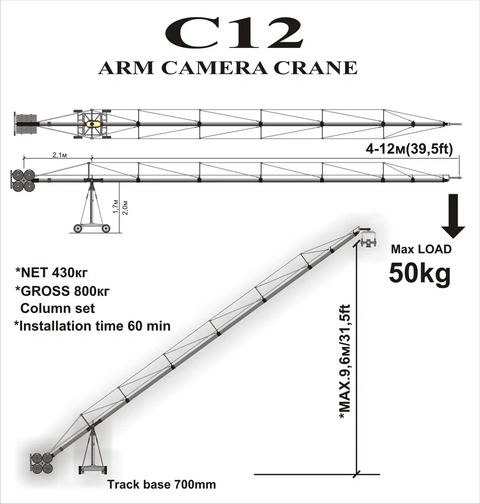 C12
ARM CAMERA CRANE
4-12м(39,5ft)
2,1м
1,7м
2,0м
Max LOAD
50kg
*NET 430кг
*GROSS 800кг
Column set
*Installation time 60 min
*MAX.9,6м/31,5ft
Track base 700mm